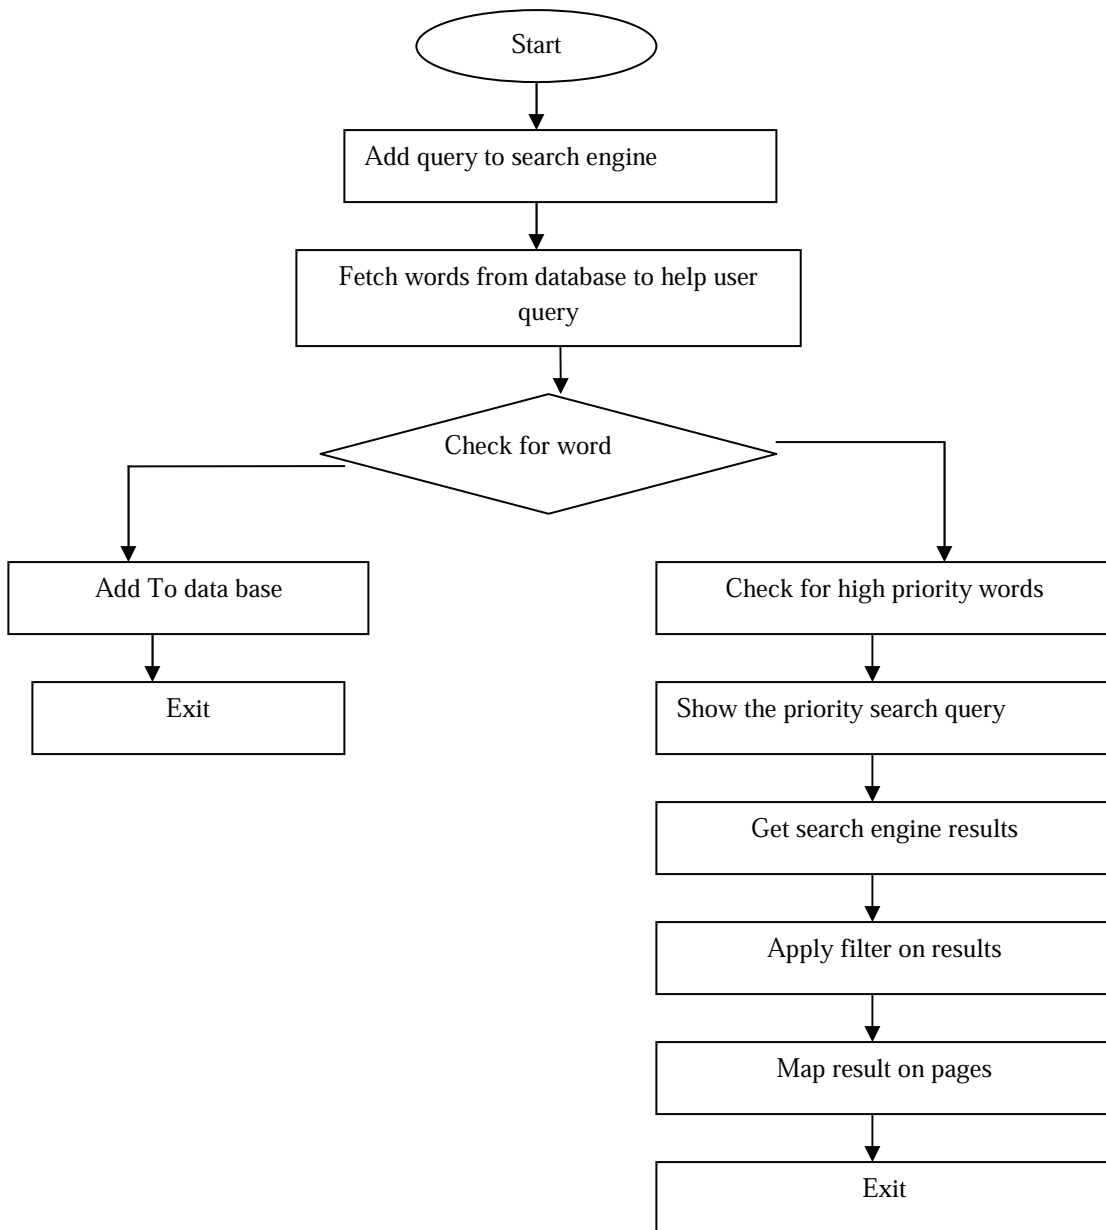 Start
Add query to search engine
Fetch words from database to help user
query
Check for word
Add To data base
Check for high priority words
Exit
Show the priority search query
Get search engine results
Apply filter on results
Map result on pages
Exit